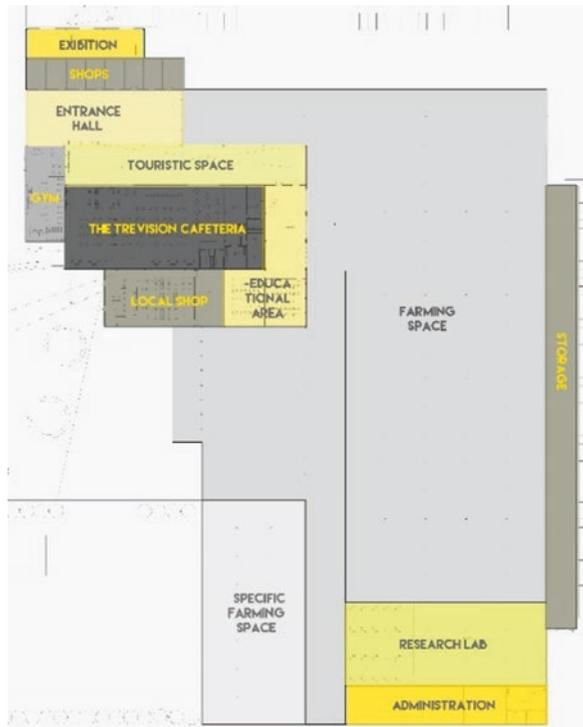 EXIBITION
SHOPS
ENTRANCE
HALL
TOURISTIC SPACE
GYM
THE TREVISION CAFETERIA
LOCAL SHOP
-EDUCA
TIONAL
AREA
FARMING
SPACE
STORAGE
SPECIFIC
FARMING
SPACE
RESEARCH LAB
ADMINISTRATION